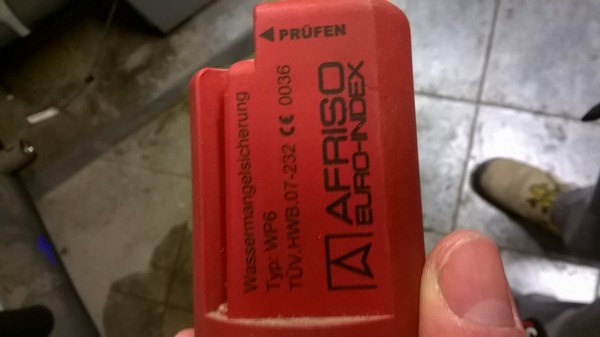 ◄ PRÜFEN
Wassermangelsicherung
Typ: WP6
TÜV.HWB.07-232 CE 0036
AFRISO
EURO-INDEX